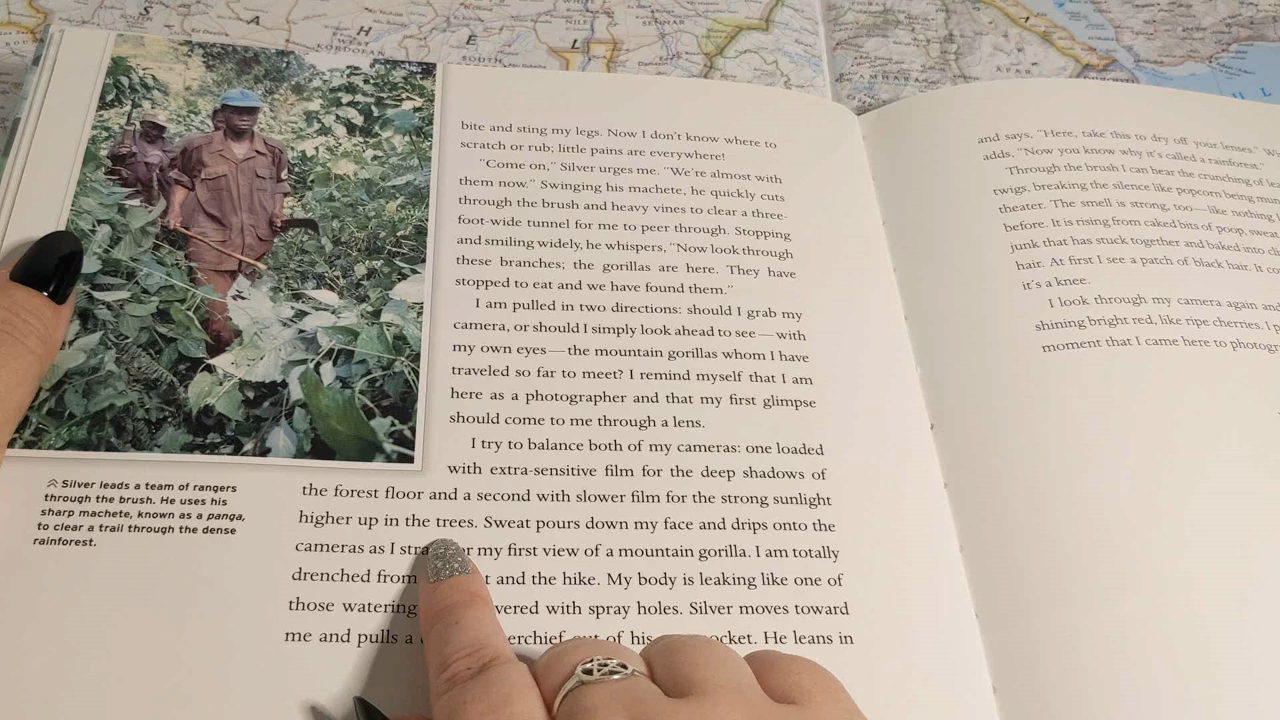 S
A
H
E
L
KORDOFAN
SOUTH
NILE
SENNAR
AMHARA
AFAR
bite and sting my legs. Now I don't know where to
scratch or rub; little pains are everywhere!
"Come on," Silver urges me. "We're almost with
them now." Swinging his machete, he quickly cuts
through the brush and heavy vines to clear a three-
foot-wide tunnel for me to peer through. Stopping
and smiling widely, he whispers, "Now look through
these branches; the gorillas are here. They have
stopped to eat and we have found them."
I am pulled in two directions: should I grab my
camera, or should I simply look ahead to see—with
my own eyes—the mountain gorillas whom I have
traveled so far to meet? I remind myself that I am
here as a photographer and that my first glimpse
should come to me through a lens.
I try to balance both of my cameras: one loaded
with extra-sensitive film for the deep shadows of
the forest floor and a second with slower film for the strong sunlight
higher up in the trees. Sweat pours down my face and drips onto the
cameras as I my first view of a mountain gorilla. I am totally
drenched from and the hike. My body is leaking like one of
those watering with spray holes. Silver moves toward
me and pulls a out of his He leans in
Silver leads a team of rangers
through the brush. He uses his
sharp machete, known as a panga,
to clear a trail through the dense
rainforest.
and says, "Here, take this to dry off your lenses."
adds, "Now you know why it's called a rainforest."
Through the brush I can hear the crunching of
twigs, breaking the silence like popcorn being
theater. The smell is strong, too—like nothing
before. It is rising from caked bits of poop, sweat,
junk that has stuck together and baked into
hair. At first I see a patch of black hair. It
it's a knee.
I look through my camera again and
shining bright red, like ripe cherries. I
moment that I came here to